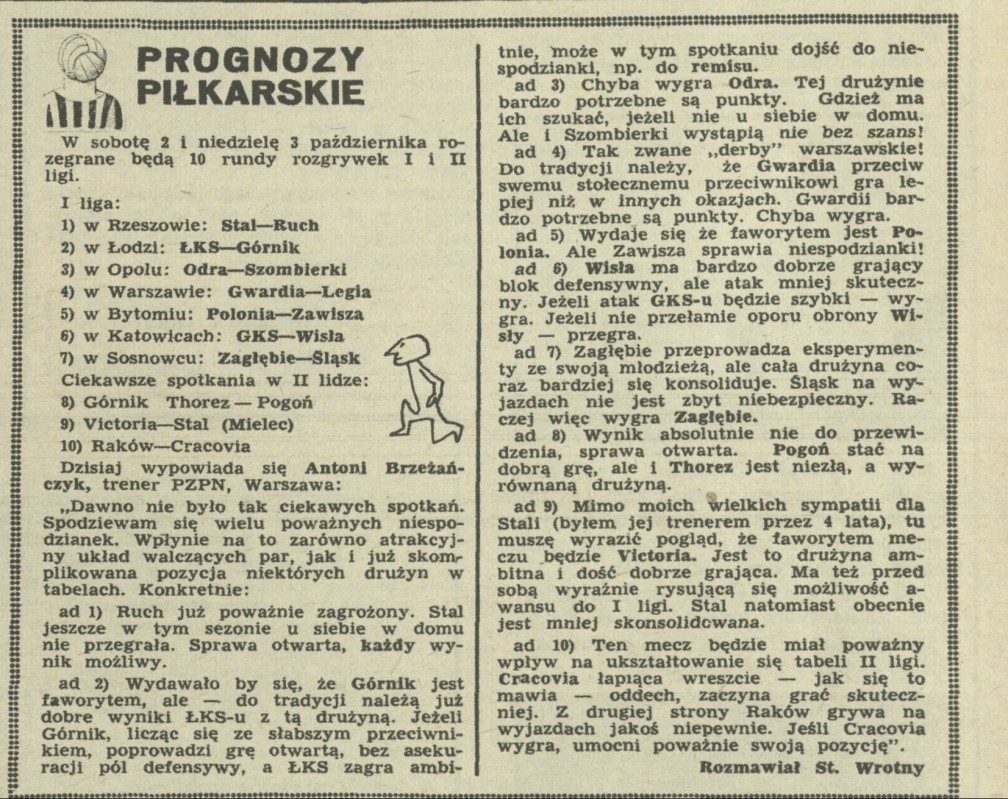 PROGNOZY
PIŁKARSKIE
W sobotę 2 i niedzielę 3 października ro-
zegrane będą 10 rundy rozgrywek I i II
ligi.
I liga:
1) w Rzeszowie: Stal—Ruch
2) w Łodzi: ŁKS—Górnik
3) w Opolu: Odra—Szombierki
4) w Warszawie: Gwardia—Legia
5) w Bytomiu: Polonia—Zawisza
6) w Katowicach: GKS—Wisła
7) w Sosnowcu: Zagłębie—Śląsk
Ciekawsze spotkania w II lidze:
8) Górnik Thorez — Pogoń
9) Victoria—Stal (Mielec)
10) Raków—Cracovia
Dzisiaj wypowiada się Antoni Brzeżań-
czyk, trener PZPN, Warszawa:
„Dawno nie było tak ciekawych spotkań.
Spodziewam się wielu poważnych niespo-
dzianek. Wpłynie na to zarówno atrakcyj-
ny układ walczących par, jak i już skom-
plikowana pozycja niektórych drużyn w
tabelach. Konkretnie:
ad 1) Ruch już poważnie zagrożony. Stal
jeszcze w tym sezonie u siebie w domu
nie przegrała. Sprawa otwarta, każdy wy-
nik możliwy.
ad 2) Wydawało by się, że Górnik jest
faworytem, ale — do tradycji należą już
dobre wyniki ŁKS-u z tą drużyną. Jeżeli
Górnik, licząc się ze słabszym przeciwni-
kiem, poprowadzi grę otwartą, bez aseku-
racji pól defensywy, a ŁKS zagra ambi-
tnie, może w tym spotkaniu dojść do nie-
spodzianki, np. do remisu.
ad 3) Chyba wygra Odra. Tej drużynie
bardzo potrzebne są punkty. Gdzież ma
ich szukać, jeżeli nie u siebie w domu.
Ale i Szombierki wystąpią nie bez szans!
ad 4) Tak zwane „derby” warszawskie!
Do tradycji należy, że Gwardia przeciw
swemu stołecznemu przeciwnikowi gra le-
piej niż w innych okazjach. Gwardii bar-
dzo potrzebne są punkty. Chyba wygra.
ad 5) Wydaje się że faworytem jest Po-
lonia. Ale Zawisza sprawia niespodzianki!
ad 6) Wisła ma bardzo dobrze grający
blok defensywny, ale atak mniej skutecz-
ny. Jeżeli atak GKS-u będzie szybki — wy-
gra. Jeżeli nie przełamie oporu obrony Wi-
sły — przegra.
ad 7) Zagłębie przeprowadza eksperymen-
ty ze swoją młodzieżą, ale cała drużyna co-
raz bardziej się konsoliduje. Śląsk na wy-
jazdach nie jest zbyt niebezpieczny. Ra-
czej więc wygra Zagłębie.
ad 8) Wynik absolutnie nie do przewi-
dzenia, sprawa otwarta. Pogoń stać na
dobrą grę, ale i Thorez jest niezłą, a wy-
równaną drużyną.
ad 9) Mimo moich wielkich sympatii dla
Stali (byłem jej trenerem przez 4 lata), tu
muszę wyrazić pogląd, że faworytem me-
czu będzie Victoria. Jest to drużyna am-
bitna i dość dobrze grająca. Ma też przed
sobą wyraźnie rysującą się możliwość a-
wansu do I ligi. Stal natomiast obecnie
jest mniej skonsolidowana.
ad 10) Ten mecz będzie miał poważny
wpływ na ukształtowanie się tabeli II ligi.
Cracovia łapiąca wreszcie — jak się to
mawia — oddech, zaczyna grać skutecz-
niej. Z drugiej strony Raków grywa na
wyjazdach jakoś niepewnie. Jeśli Cracovia
wygra, umocni poważnie swoją pozycję”.
Rozmawiał St. Wrotny